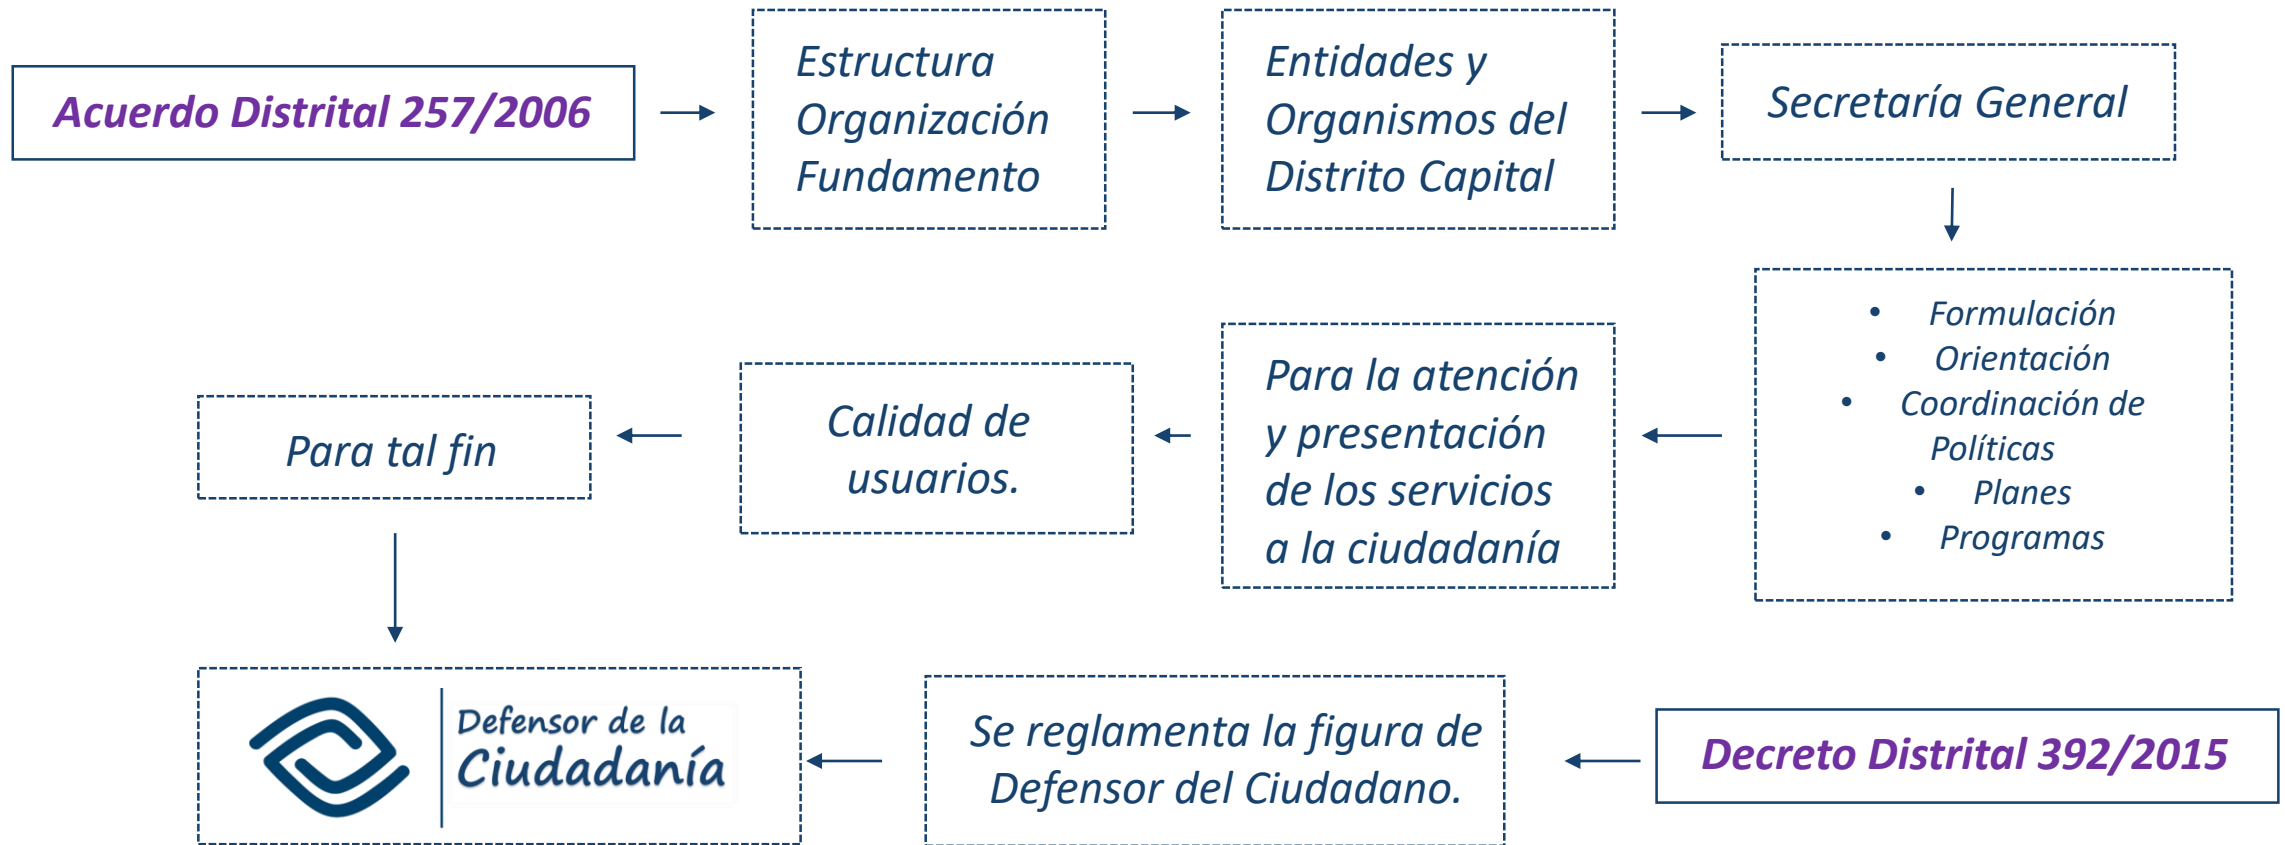 Acuerdo Distrital 257/2006
Estructura
Organización
Fundamento
Entidades y
Organismos del
Distrito Capital
Secretaría General
• Formulación
• Orientación
• Coordinación de
Políticas
• Planes
• Programas
Para la atención
y presentación
de los servicios
a la ciudadanía
Calidad de
usuarios.
Para tal fin
Defensor de la
Ciudadanía
Se reglamenta la figura de
Defensor del Ciudadano.
Decreto Distrital 392/2015